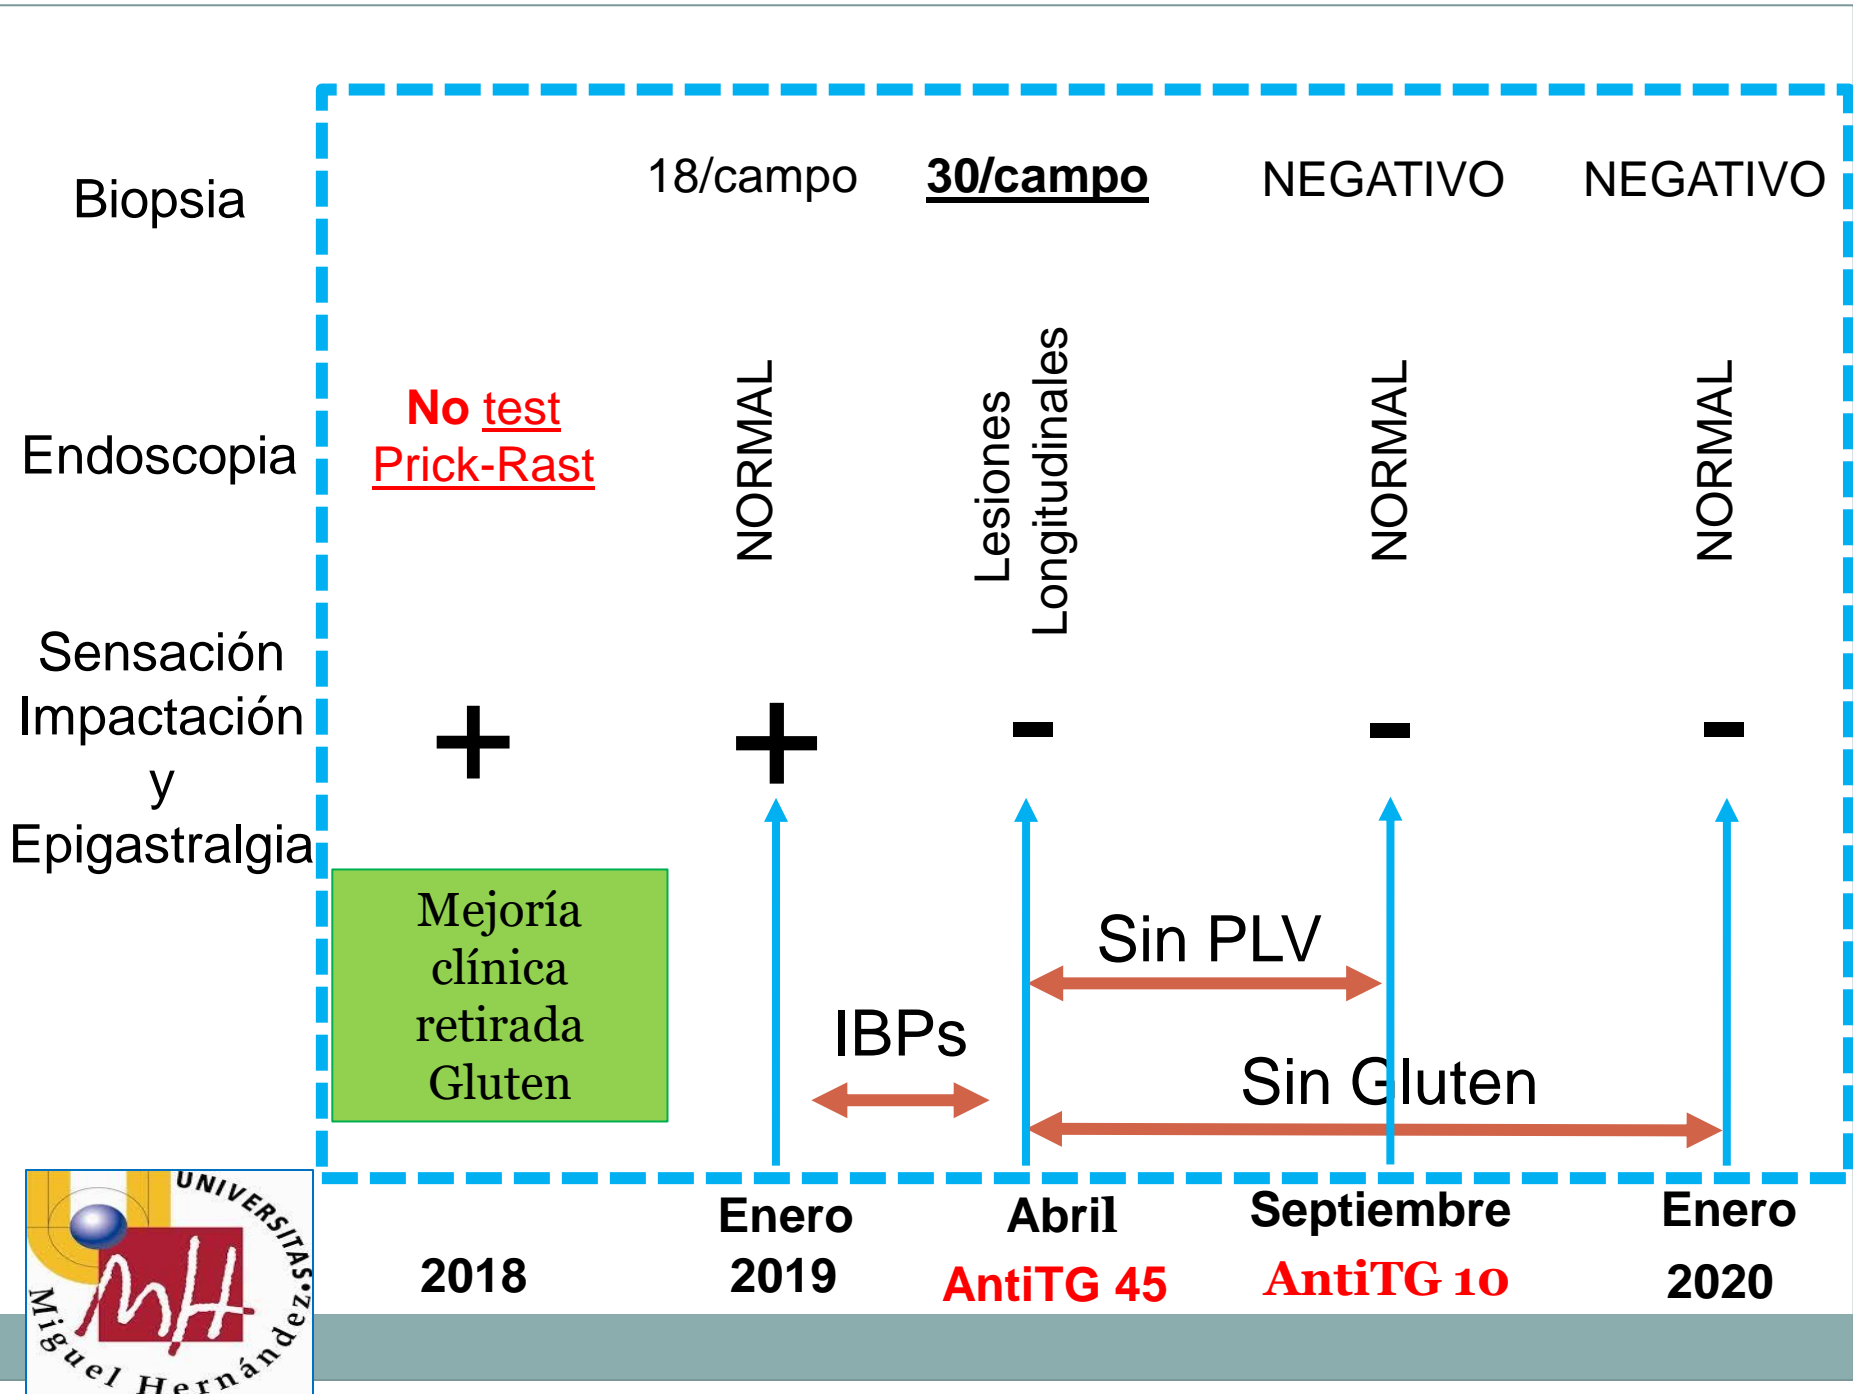 Biopsia
18/campo
30/campo
NEGATIVO
NEGATIVO
Endoscopia
No test
Prick-Rast
NORMAL
Lesiones
Longitudinales
NORMAL
NORMAL
Sensación
Impactación
y
Epigastralgia
+
+
-
-
-
Mejoría
clínica
retirada
Gluten
IBPs
Sin PLV
Sin Gluten
2018
Enero
2019
Abril
AntiTG 45
Septiembre
AntiTG 10
Enero
2020
UNIVERSITAS
MH
Miguel Hernández